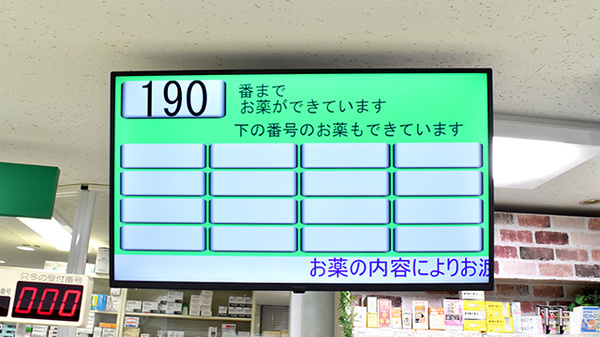 190
番まで
お薬ができています
下の番号のお薬もできています
お薬の内容によりお
只今の受付番号
000